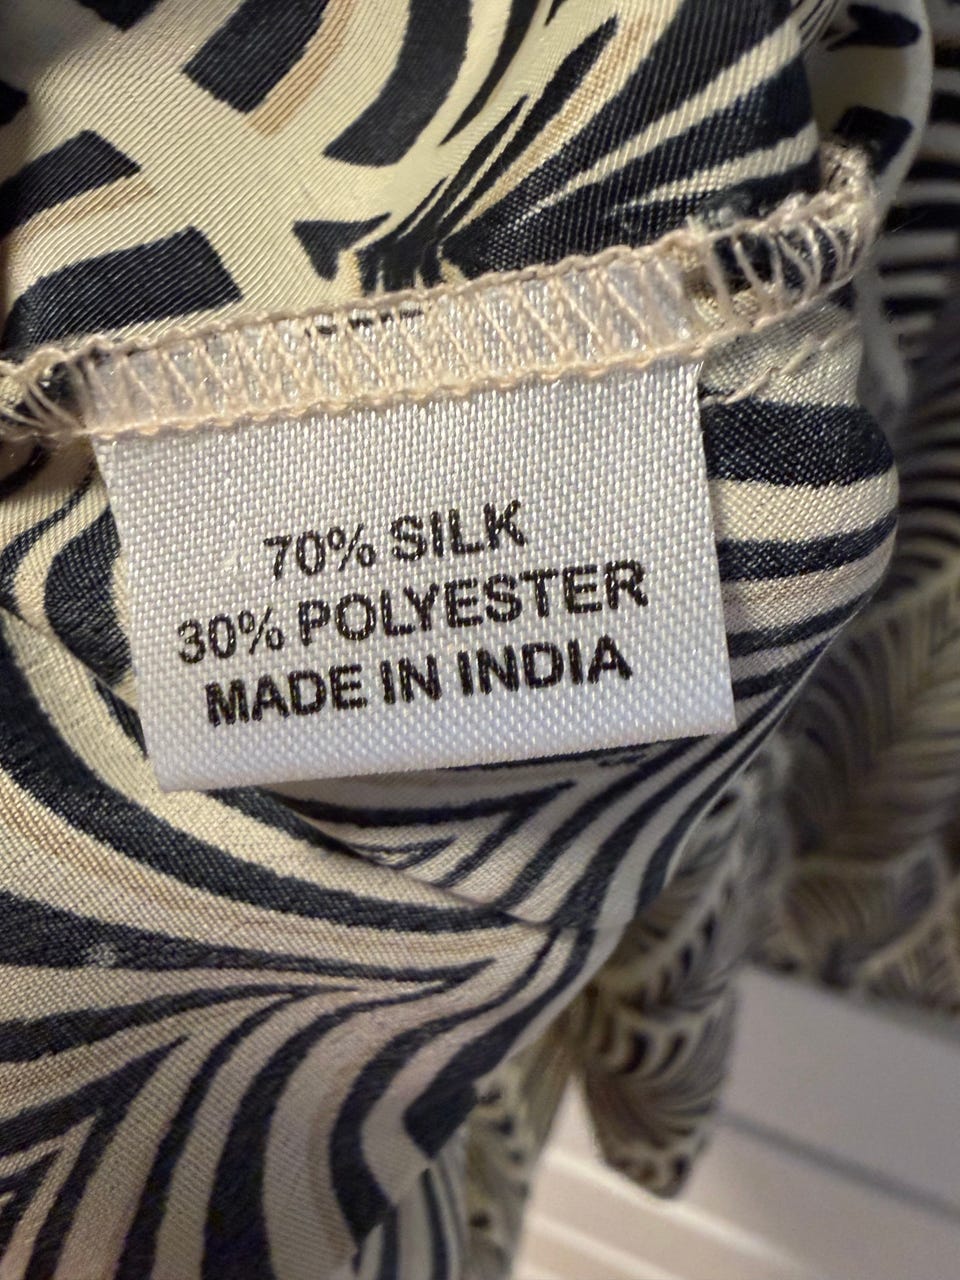 70% SILK
30% POLYESTER
MADE IN INDIA